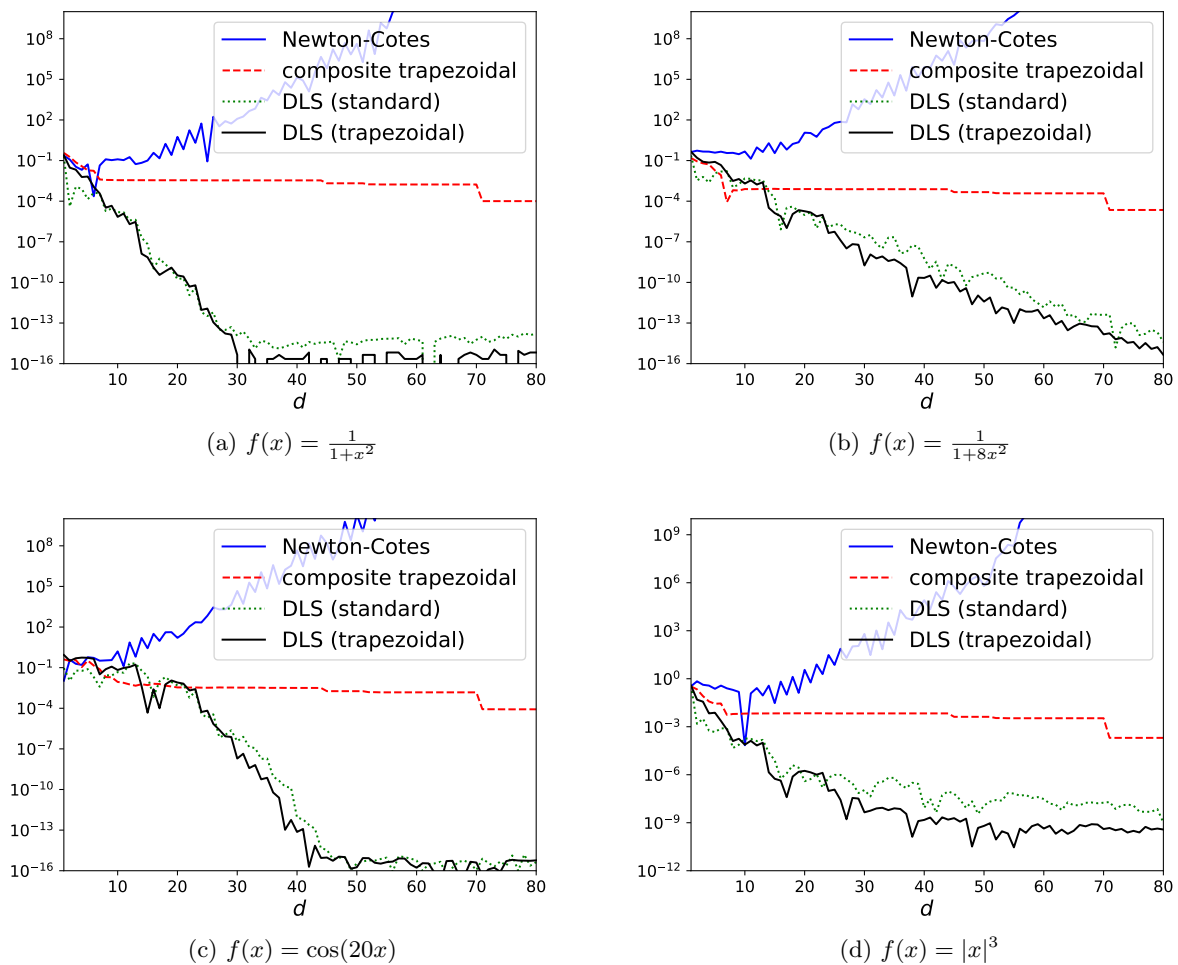 10^8
10^5
10^2
10^{-1}
10^{-4}
10^{-7}
10^{-10}
10^{-13}
10^{-16}
Newton-Cotes
composite trapezoidal
DLS (standard)
DLS (trapezoidal)
10 20 30 40 50 60 70 80
d
(a) f(x) = \frac{1}{1+x^2}
10^8
10^5
10^2
10^{-1}
10^{-4}
10^{-7}
10^{-10}
10^{-13}
10^{-16}
Newton-Cotes
composite trapezoidal
DLS (standard)
DLS (trapezoidal)
10 20 30 40 50 60 70 80
d
(b) f(x) = \frac{1}{1+8x^2}
10^8
10^5
10^2
10^{-1}
10^{-4}
10^{-7}
10^{-10}
10^{-13}
10^{-16}
Newton-Cotes
composite trapezoidal
DLS (standard)
DLS (trapezoidal)
10 20 30 40 50 60 70 80
d
(c) f(x) = cos(20x)
10^9
10^6
10^3
10^0
10^{-3}
10^{-6}
10^{-9}
10^{-12}
Newton-Cotes
composite trapezoidal
DLS (standard)
DLS (trapezoidal)
10 20 30 40 50 60 70 80
d
(d) f(x) = |x|^3